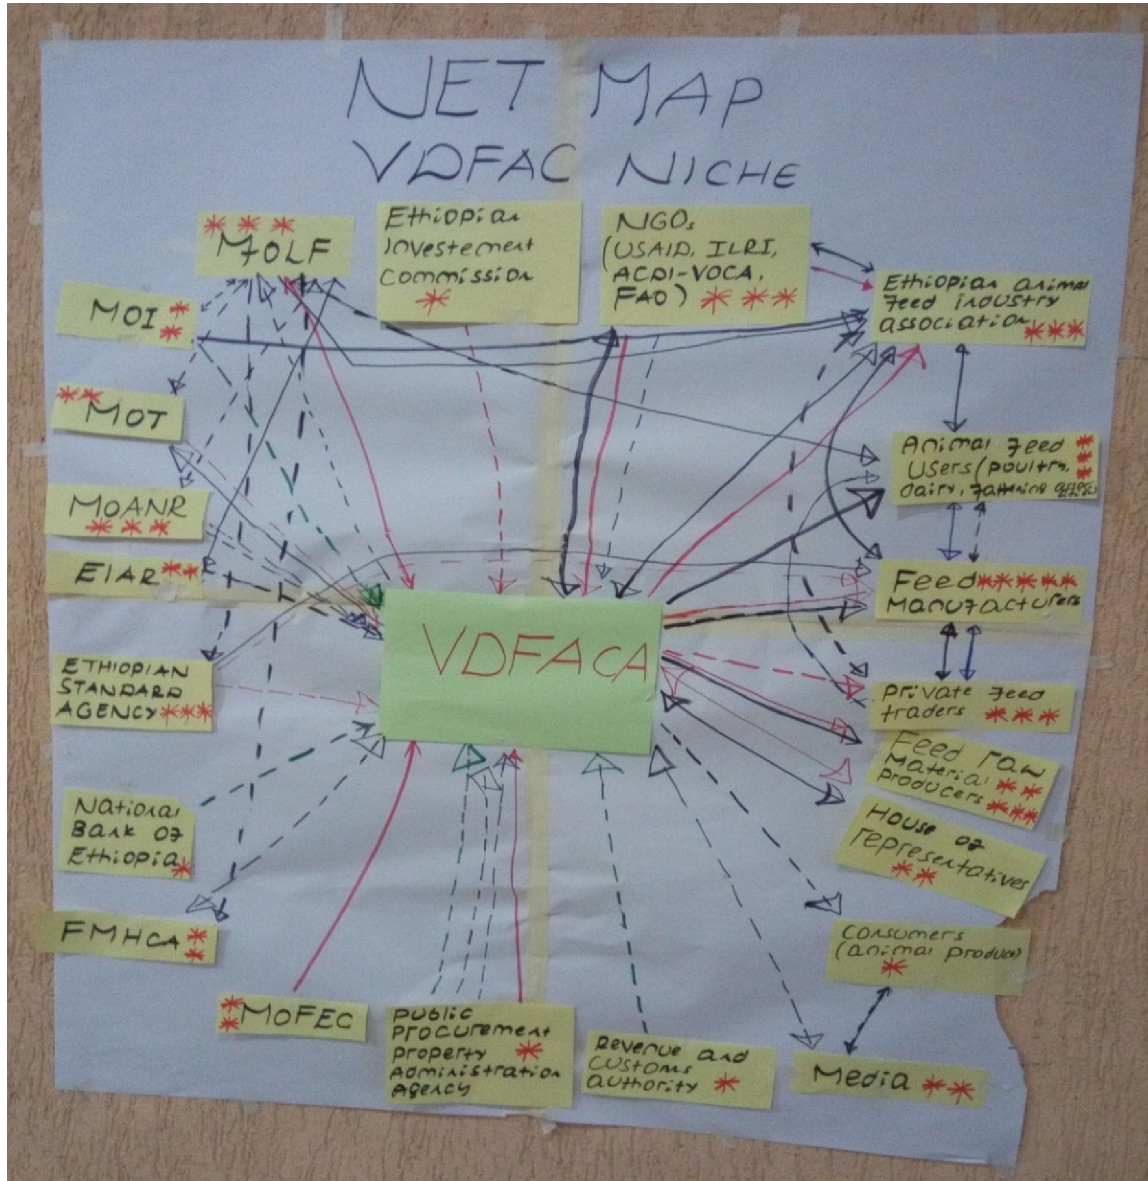 NET MAP
VDFAC NICHE
MOLF
Ethiopian
Investement
Commission
NGOs
(USAID, ILRI,
ACDI-VOCA,
FAO)
Ethiopian animal
feed industry
association
MOI
MOT
MOANR
EIAR
ETHIOPIAN
STANDARD
AGENCY
National
Bank of
Ethiopia
FMHCA
MOFEC
Public
Procurement
Property
Administration
Agency
Revenue and
customs
authority
Media
Consumers
(animal product)
House of
representatives
Feed raw
Material
producers
Private feed
traders
Feed
Manufacturers
Animal feed
users (poultry,
dairy, fattening
VDFACA